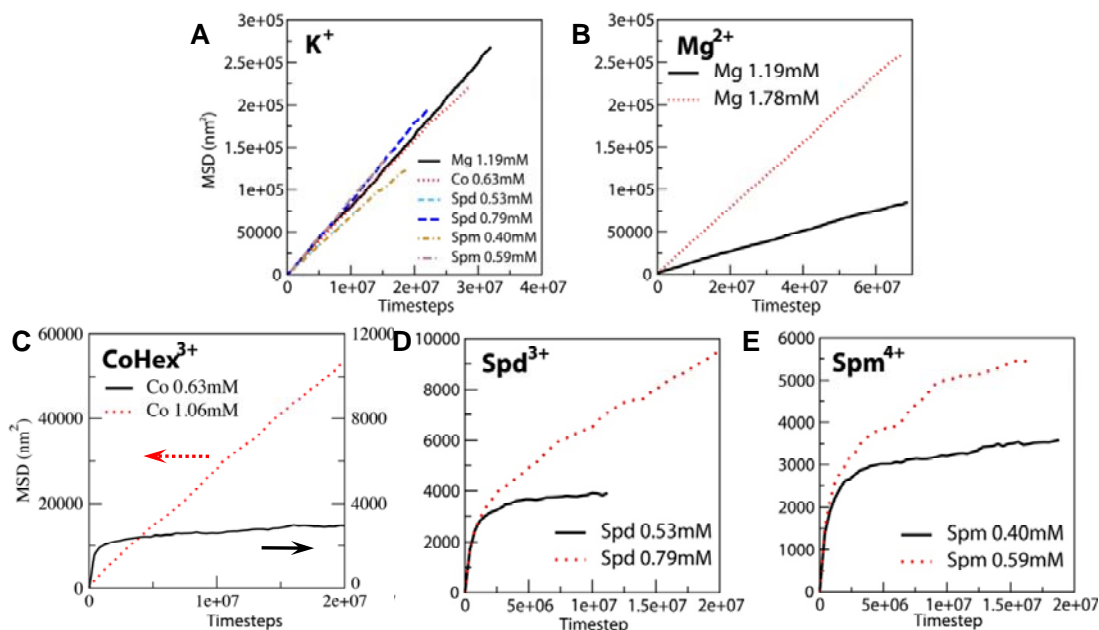 A
K+
MSD (nm2)
3e+05
2.5e+05
2e+05
1.5e+05
1e+05
50000
0
Mg 1.19mM
Co 0.63mM
Spd 0.53mM
Spd 0.79mM
Spm 0.40mM
Spm 0.59mM
0 1e+07 2e+07 3e+07 4e+07
Timesteps
B
Mg2+
MSD (nm2)
3e+05
2.5e+05
2e+05
1.5e+05
1e+05
50000
0
Mg 1.19mM
Mg 1.78mM
0 2e+07 4e+07 6e+07
Timestep
C
CoHex3+
MSD (nm2)
60000
40000
20000
0
Co 0.63mM
Co 1.06mM
12000
8000
4000
0
0 1e+07 2e+07
Timesteps
D
Spd3+
10000
8000
6000
4000
2000
0
Spd 0.53mM
Spd 0.79mM
0 5e+06 1e+07 1.5e+07 2e+07
Timestep
E
Spm4+
6000
5000
4000
3000
2000
1000
0
Spm 0.40mM
Spm 0.59mM
0 5e+06 1e+07 1.5e+07 2e+07
Timestep